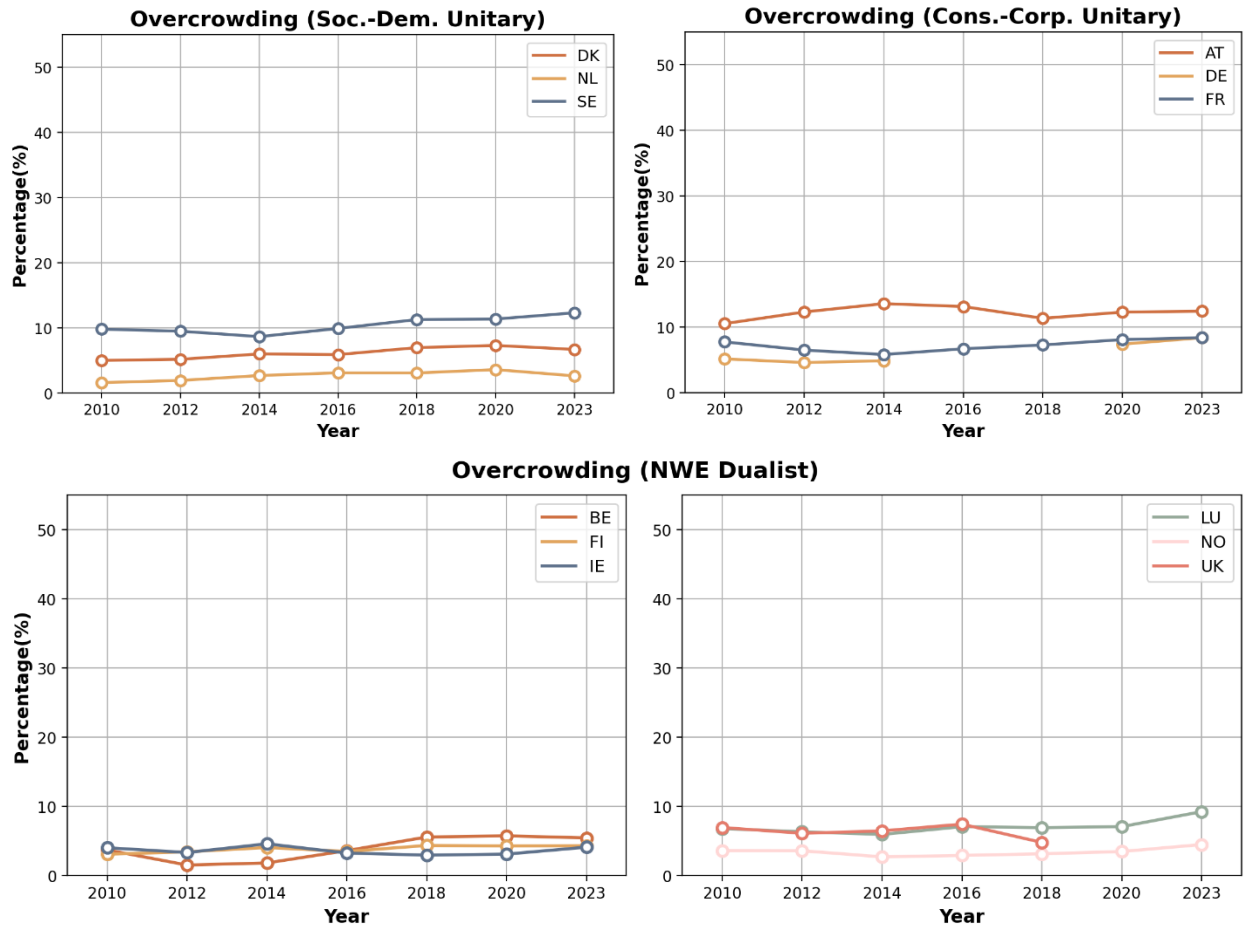 Overcrowding (Soc.-Dem. Unitary)
Percentage(%)
50
40
30
20
10
0
DK
NL
SE
2010 2012 2014 2016 2018 2020 2023
Year
Overcrowding (Cons.-Corp. Unitary)
Percentage(%)
50
40
30
20
10
0
AT
DE
FR
2010 2012 2014 2016 2018 2020 2023
Year
Overcrowding (NWE Dualist)
Percentage(%)
50
40
30
20
10
0
BE
FI
IE
2010 2012 2014 2016 2018 2020 2023
Year
50
40
30
20
10
0
LU
NO
UK
2010 2012 2014 2016 2018 2020 2023
Year